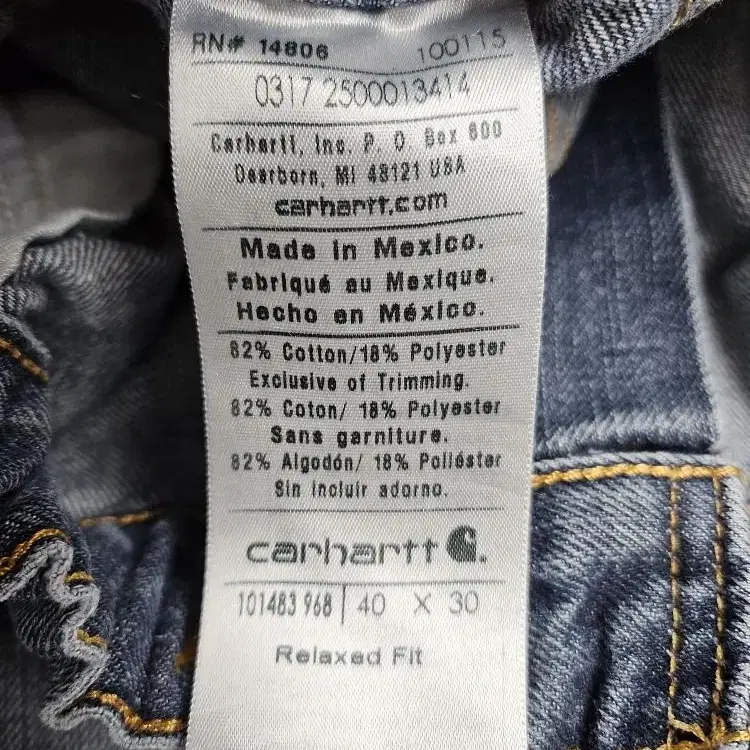 RN# 14806 100115
0317 2500013414
Carhartt, Inc. P. O. Box 600
Dearborn, MI 48121 USA
carhartt.com
Made in Mexico.
Fabriqué au Mexique.
Hecho en México.
82% Cotton/18% Polyester
Exclusive of Trimming.
82% Coton/ 18% Polyester
Sans garniture.
82% Algodón/ 18% Poliéster
Sin incluir adorno.
carhartt
101483 968 | 40 X 30
Relaxed Fit